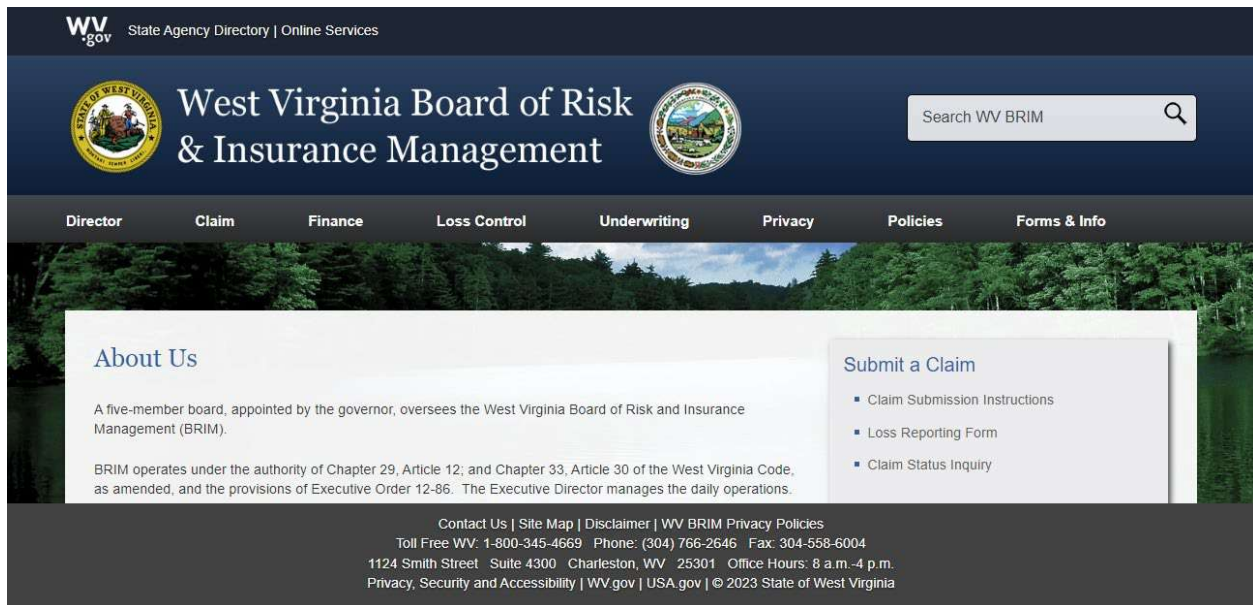 WV.gov State Agency Directory | Online Services
STATE OF WEST VIRGINIA
MONTANI SEMPER LIBERI
West Virginia Board of Risk
& Insurance Management
Search WV BRIM
Director Claim Finance Loss Control Underwriting Privacy Policies Forms & Info
About Us
A five-member board, appointed by the governor, oversees the West Virginia Board of Risk and Insurance
Management (BRIM).
BRIM operates under the authority of Chapter 29, Article 12; and Chapter 33, Article 30 of the West Virginia Code,
as amended, and the provisions of Executive Order 12-86.  The Executive Director manages the daily operations.
Submit a Claim
Claim Submission Instructions
Loss Reporting Form
Claim Status Inquiry
Contact Us | Site Map | Disclaimer | WV BRIM Privacy Policies
Toll Free WV: 1-800-345-4669   Phone: (304) 766-2646   Fax: 304-558-6004
1124 Smith Street   Suite 4300   Charleston, WV   25301   Office Hours: 8 a.m.-4 p.m.
Privacy, Security and Accessibility | WV.gov | USA.gov | © 2023 State of West Virginia